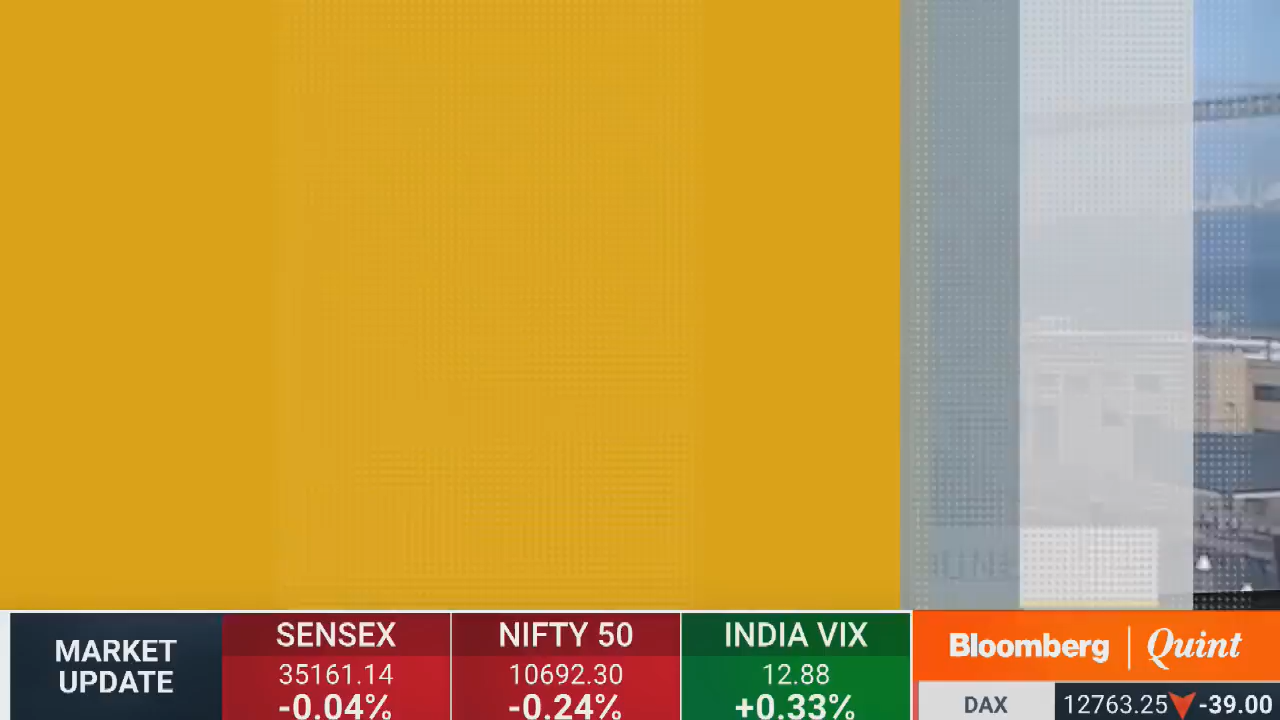 MARKET
UPDATE
SENSEX
35161.14
-0.04%
NIFTY 50
10692.30
-0.24%
INDIA VIX
12.88
+0.33%
Bloomberg | Quint
DAX 12763.25 -39.00